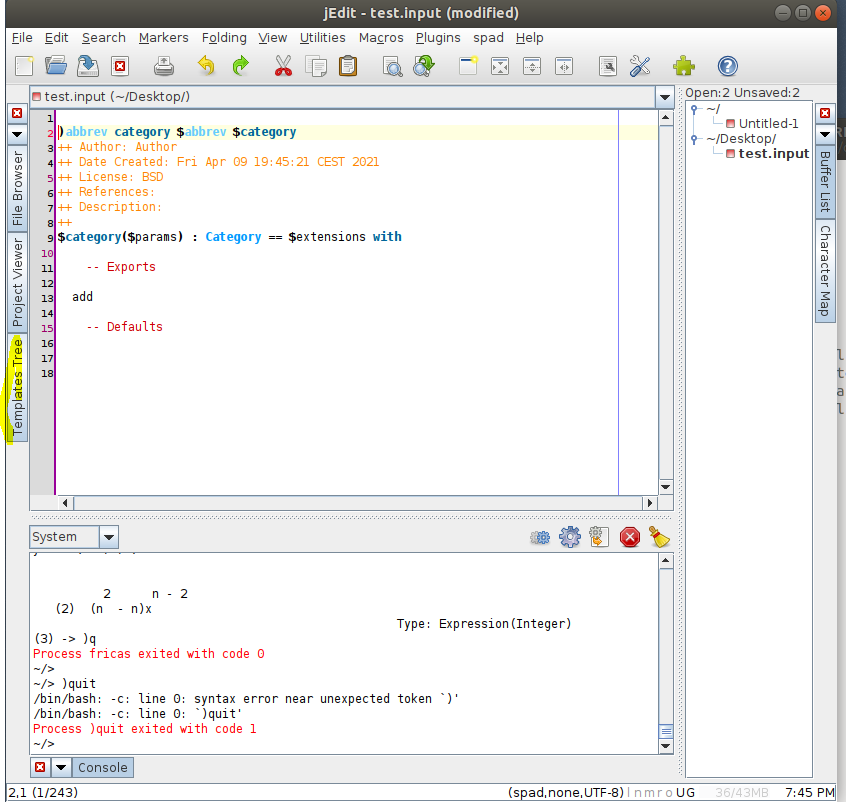 jEdit - test.input (modified)
File Edit Search Markers Folding View Utilities Macros Plugins spad Help
test.input (~/Desktop/)
Open:2 Unsaved:2
~/
Untitled-1
~/Desktop/
test.input
File Browser
Project Viewer
Templates Tree
Buffer List
Character Map
1
2 )abbrev category $abbrev $category
3 ++ Author: Author
4 ++ Date Created: Fri Apr 09 19:45:21 CEST 2021
5 ++ License: BSD
6 ++ References:
7 ++ Description:
8 ++
9 $category($params) : Category == $extensions with
10
11 -- Exports
12
13 add
14
15 -- Defaults
16
17
18
System
2 n - 2
(2) (n - n)x
Type: Expression(Integer)
(3) -> )q
Process fricas exited with code 0
~/>
~/> )quit
/bin/bash: -c: line 0: syntax error near unexpected token `)'
/bin/bash: -c: line 0: `)quit'
Process )quit exited with code 1
~/>
Console
2,1 (1/243)
(spad,none,UTF-8) | n m r o UG 36/43MB 7:45 PM